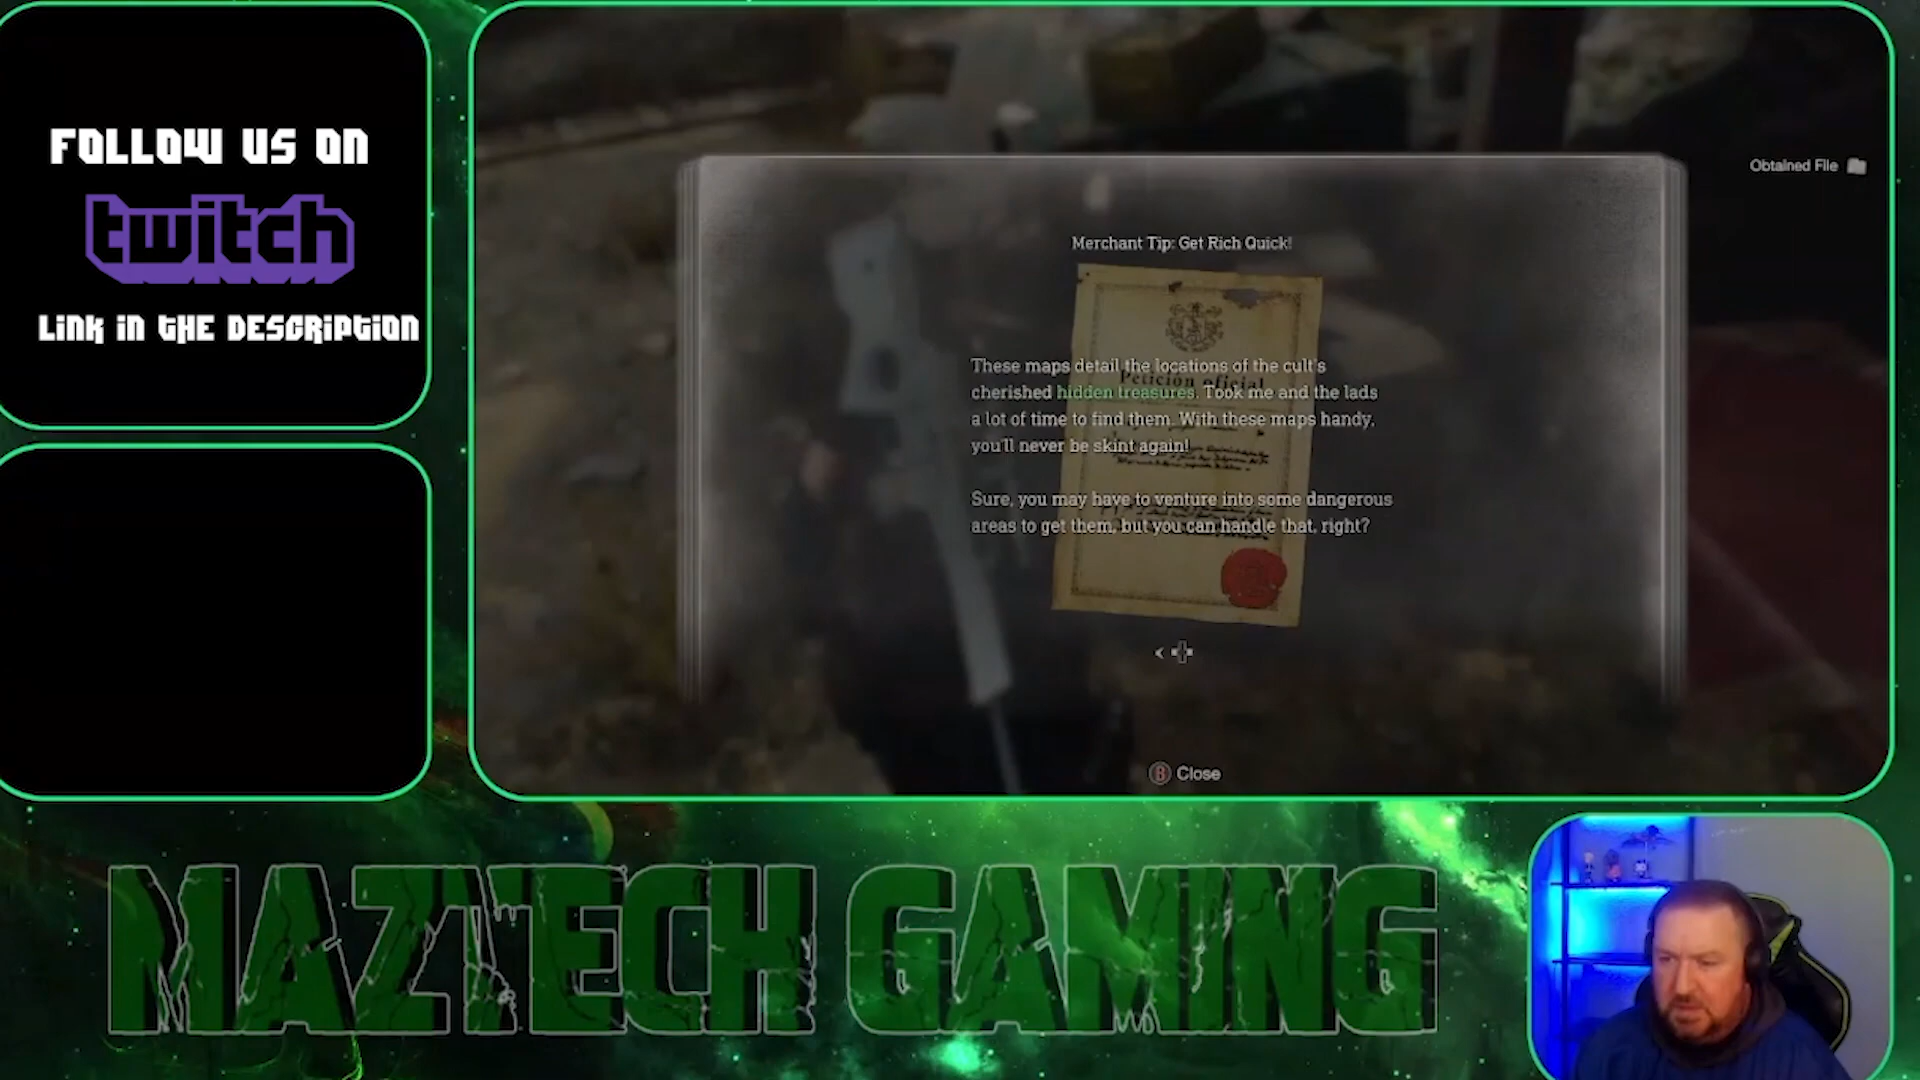 FOLLOW US ON
twitch
Link in the DESCRIPTION
Obtained File
Merchant Tip: Get Rich Quick!
Petición oficial
These maps detail the locations of the cult's
cherished hidden treasures. Took me and the lads
a lot of time to find them. With these maps handy,
you'll never be skint again!
Sure, you may have to venture into some dangerous
areas to get them, but you can handle that, right?
<
B Close
MAZTECH GAMING